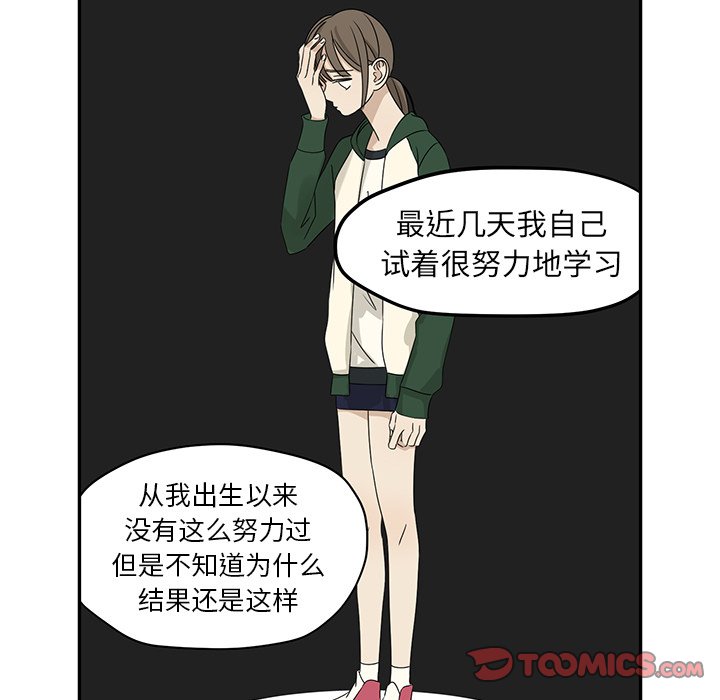 最近几天我自己
试着很努力地学习
从我出生以来
没有这么努力过
但是不知道为什么
结果还是这样
TOOMICS.COM